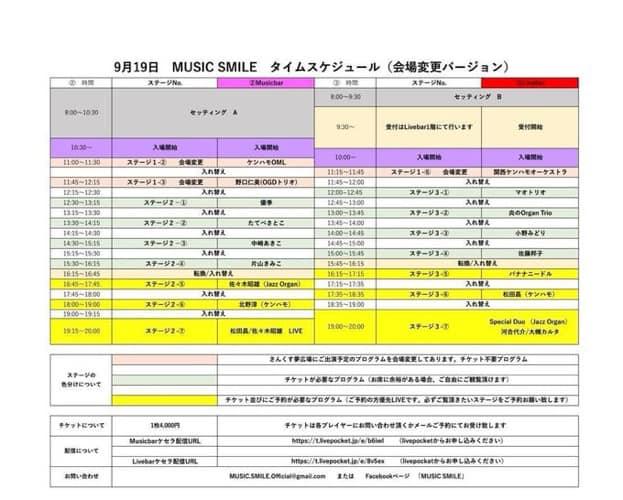 9月19日 MUSIC SMILE タイムスケジュール（会場変更バージョン）
② 時間 ステージNo. ②Musicbar ③ 時間 ステージNo.
8:00～10:30 セッティング A 8:00～9:30 セッティング B
9:30～ 受付はLivebar1階にて行います 受付開始
10:30～ 入場開始 入場開始 10:00～ 入場開始 入場開始
11:00～11:30 ステージ1-② 会場変更 ケンハモOML
入れ替え 11:15～11:45 ステージ1-⑥ 会場変更 関西ケンハモオーケストラ
11:45～12:15 ステージ1-③ 会場変更 野口仁美(OGDトリオ) 11:45～12:00 入れ替え
12:15～12:30 入れ替え 12:00～12:45 ステージ3-① マオトリオ
12:30～13:15 ステージ2-① 優季 12:45～13:00 入れ替え
13:15～13:30 入れ替え 13:00～13:45 ステージ3-② 炎のOrgan Trio
13:30～14:15 ステージ2-② たてべさとこ 13:45～14:00 入れ替え
14:15～14:30 入れ替え 14:00～14:45 ステージ3-③ 小野みどり
14:30～15:15 ステージ2-③ 中嶋あきこ 14:45～15:00 入れ替え
15:15～15:30 入れ替え 15:00～15:45 ステージ3-④ 佐藤邦子
15:30～16:15 ステージ2-④ 片山きみこ 15:45～16:15 転換/入れ替え
16:15～16:45 転換/入れ替え 16:15～17:15 ステージ3-⑤ バナナニードル
16:45～17:45 ステージ2-⑤ 佐々木昭雄 (Jazz Organ) 17:15～17:35 入れ替え
17:45～18:00 入れ替え 17:35～18:35 ステージ3-⑥ 松田昌（ケンハモ）
18:00～19:00 ステージ2-⑥ 北野淳（ケンハモ） 18:35～19:00 入れ替え
19:00～19:15 入れ替え 19:00～20:00 ステージ3-⑦ Special Duo （Jazz Organ）
19:15～20:00 ステージ2-⑦ 松田昌/佐々木昭雄 LIVE 河合代介/大槻カルタ
ステージの
色分けについて
さんくす夢広場にご出演予定のプログラムを会場変更してあります。チケット不要プログラム
チケットが必要なプログラム（お席に余裕がある場合、ご自由にご観覧頂けます）
チケット並びにご予約が必要なプログラム（ご予約の方優先LIVEです。必ずご覧頂きたいステージをご予約お願い致します）
チケットについて 1枚4,000円 チケットは各プレイヤーにお問い合わせ頂くかメールご予約にてお受け致します
配信について
Musicbarケセラ配信URL https://t.livepocket.jp/e/b6iwl （livepocketからお申し込みください）
Livebarケセラ配信URL https://t.livepocket.jp/e/8v5ex （livepocketからお申し込みください）
お問い合わせ MUSIC.SMILE.Official@gmail.com または Facebookページ 「MUSIC SMILE」